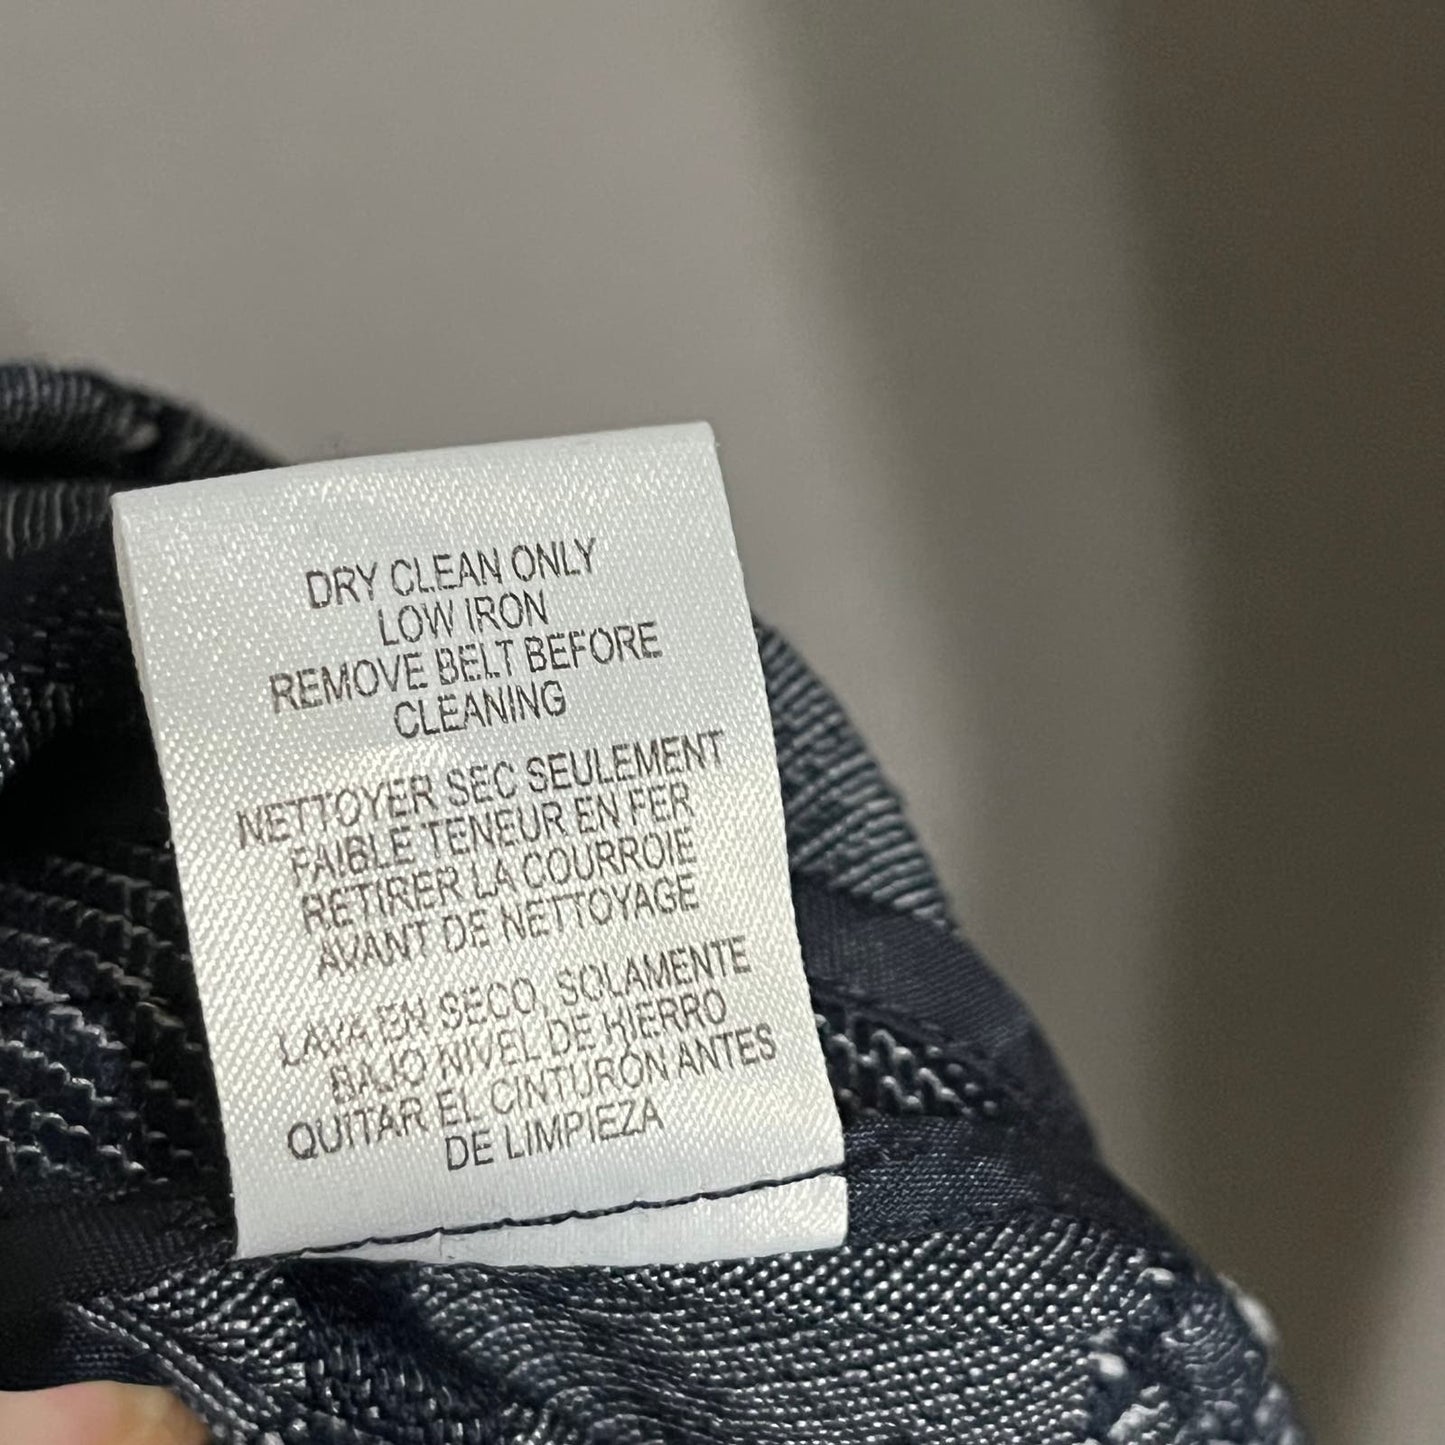 DRY CLEAN ONLY
LOW IRON
REMOVE BELT BEFORE
CLEANING
NETTOYER SEC SEULEMENT
FAIBLE TENEUR EN FER
RETIRER LA COURROIE
AVANT DE NETTOYAGE
LAVA EN SECO, SOLAMENTE
BAJO NIVEL DE HIERRO
QUITAR EL CINTURÓN ANTES
DE LIMPIEZA